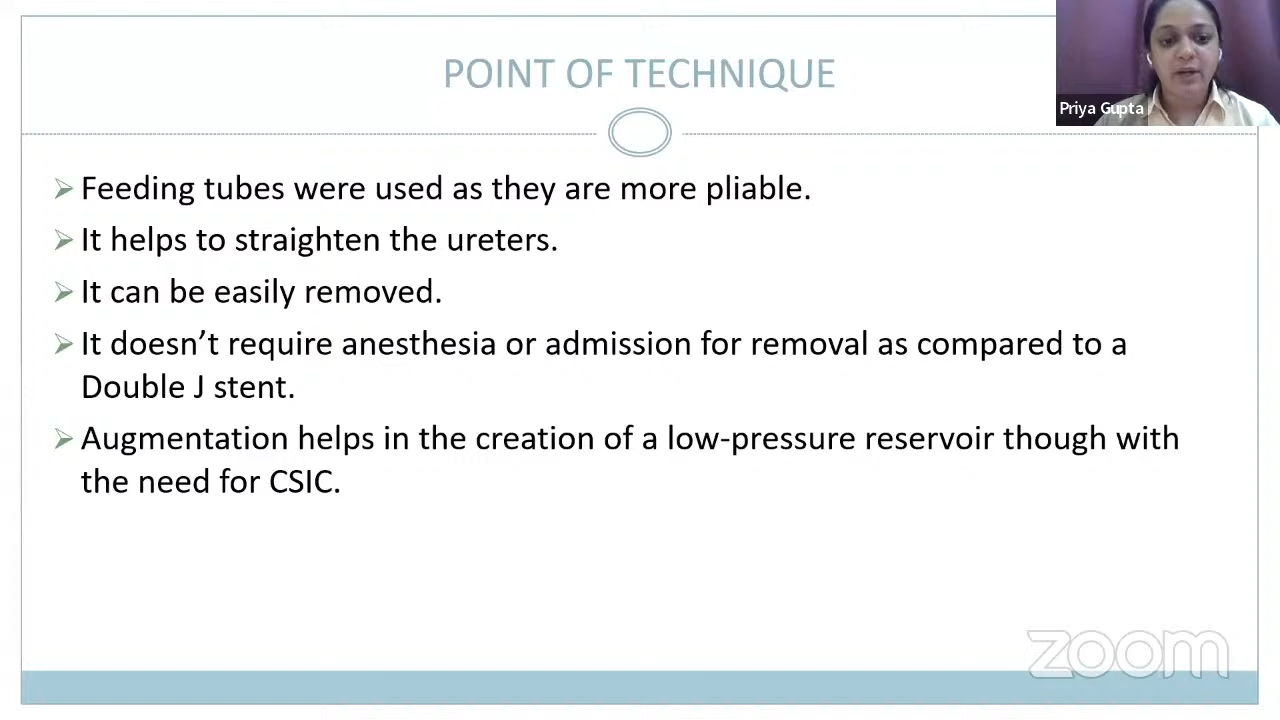 POINT OF TECHNIQUE
Priya Gupta
Feeding tubes were used as they are more pliable.
It helps to straighten the ureters.
It can be easily removed.
It doesn’t require anesthesia or admission for removal as compared to a
Double J stent.
Augmentation helps in the creation of a low-pressure reservoir though with
the need for CSIC.
zoom